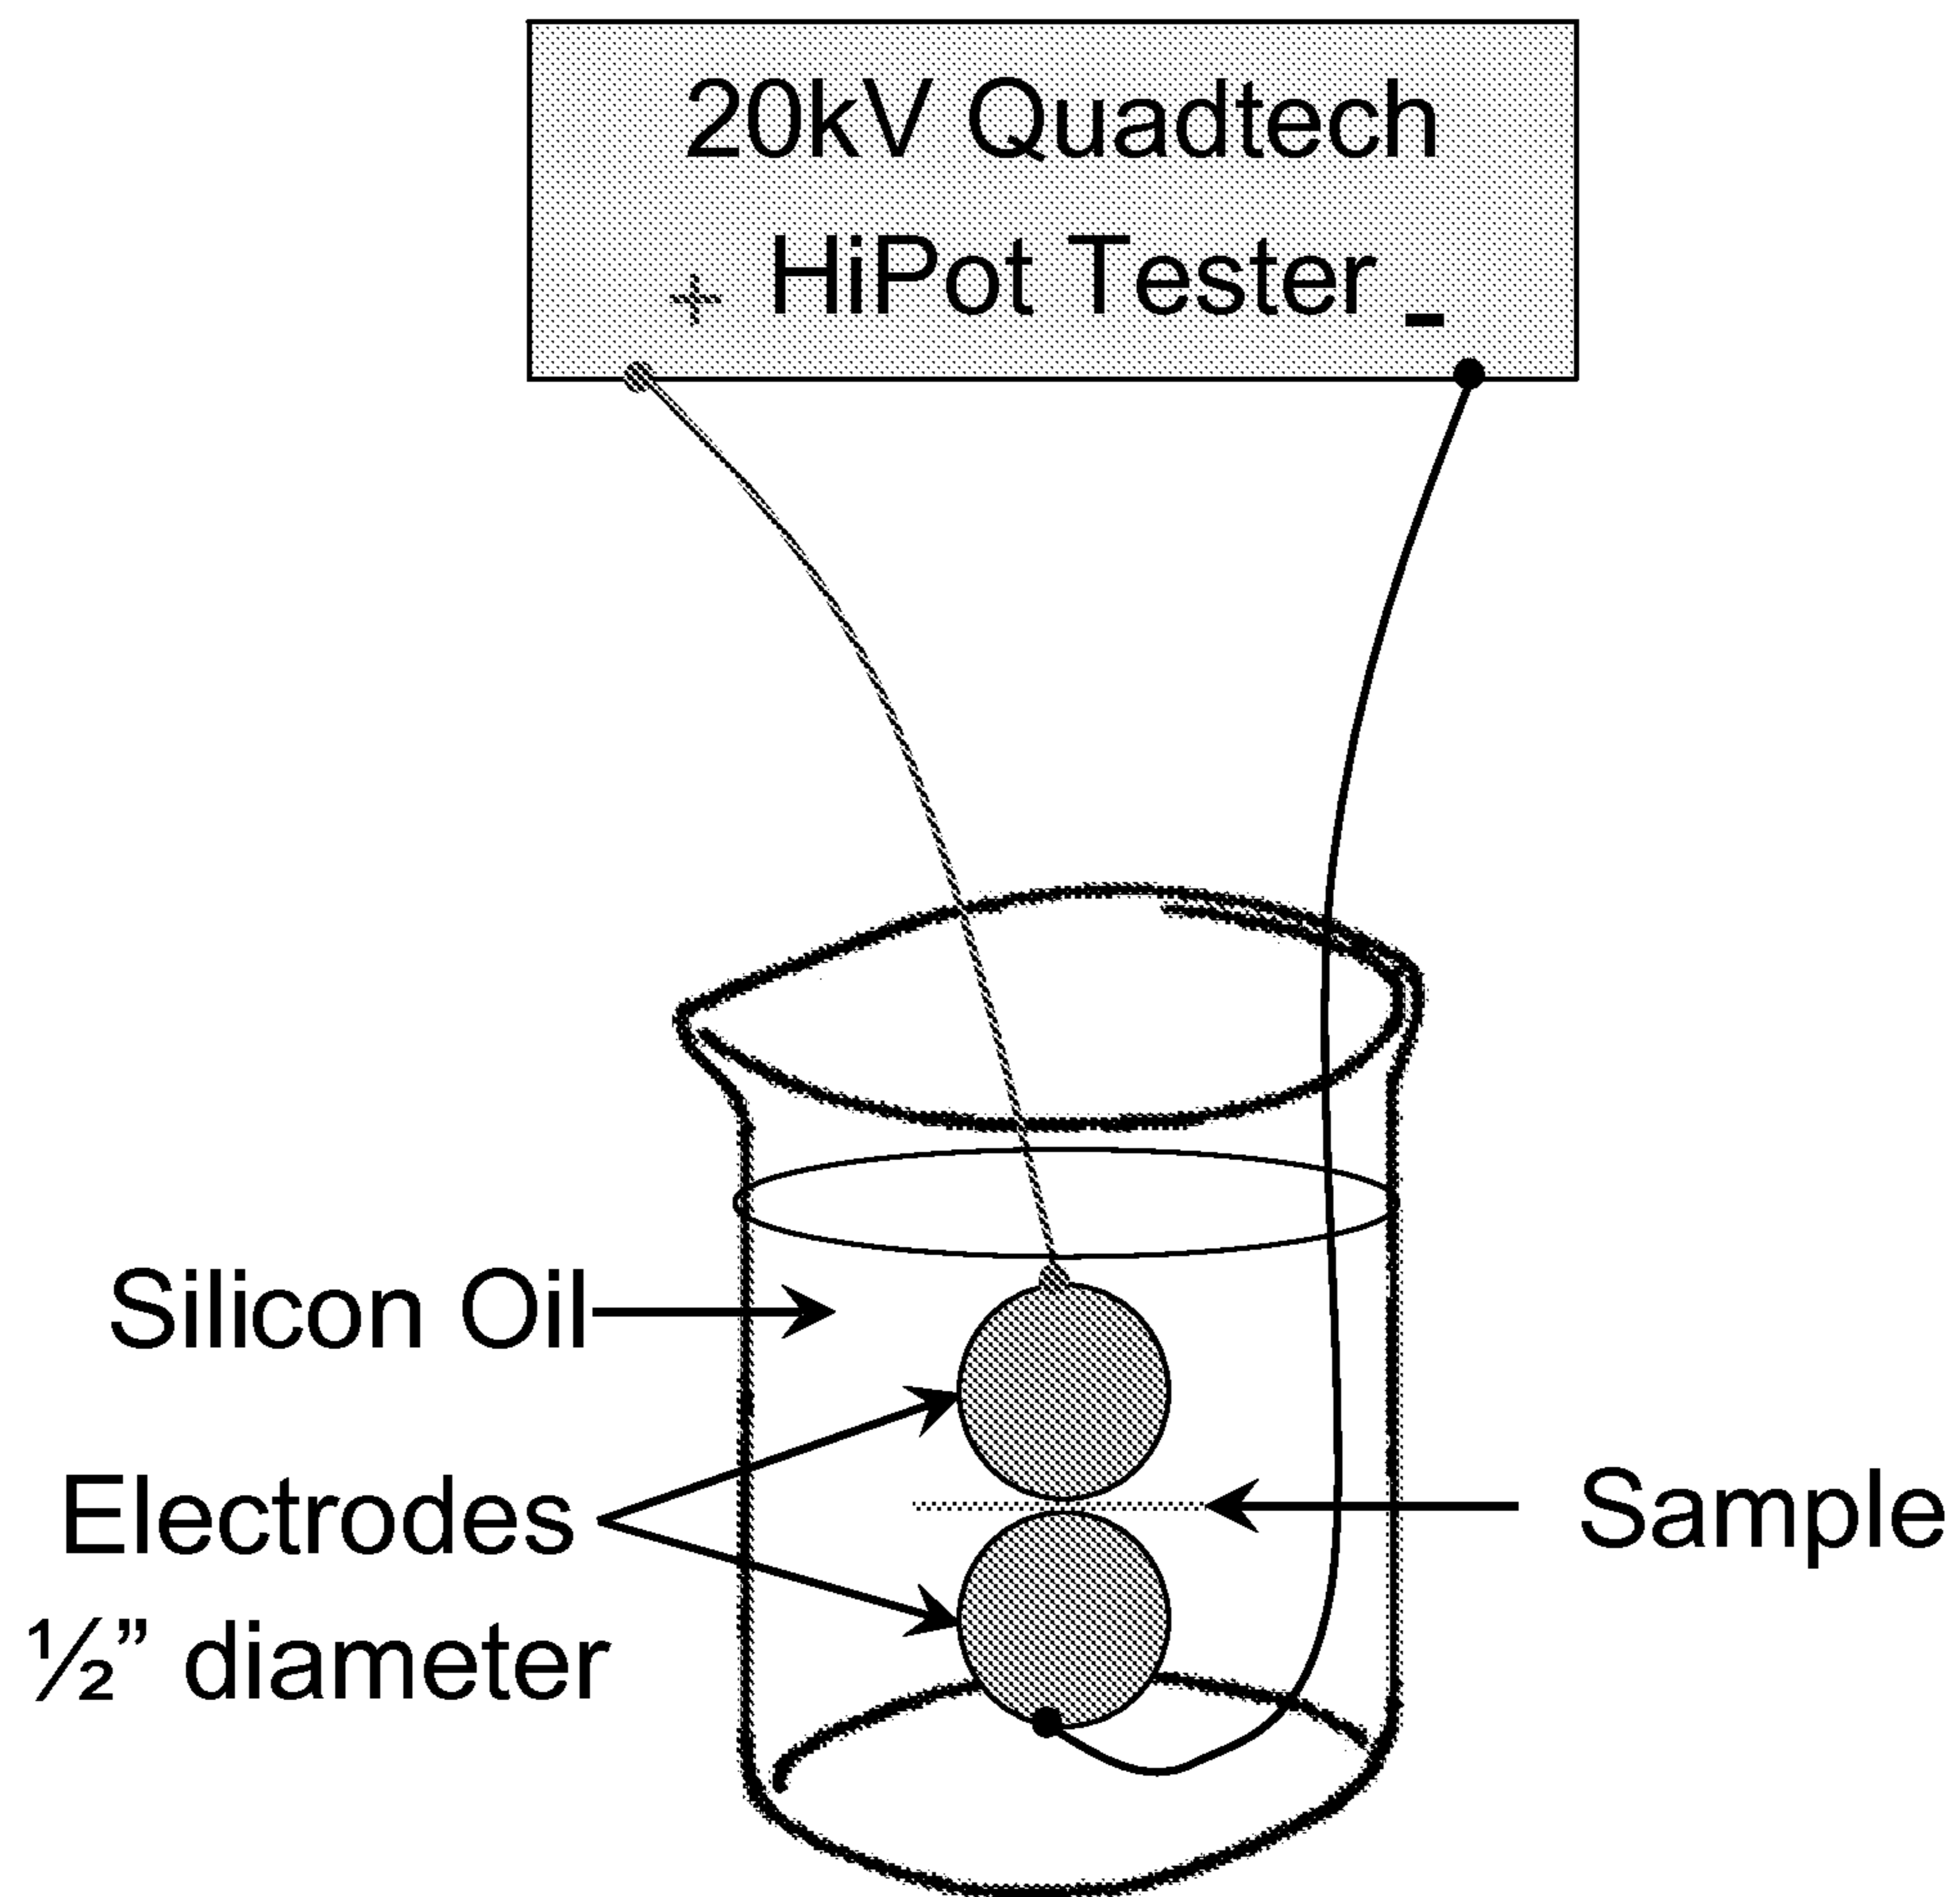 20kV Quadtech
+ HiPot Tester -
Silicon Oil
Electrodes
½” diameter
Sample